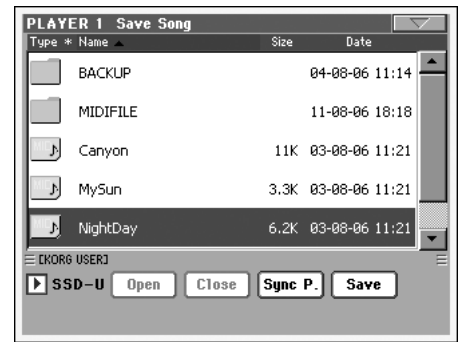 PLAYER 1 Save Song
Type * Name Size Date
BACKUP 04-08-06 11:14
MIDIFILE 11-08-06 18:18
Canyon 11K 03-08-06 11:21
MySun 3.3K 03-08-06 11:21
NightDay 6.2K 03-08-06 11:21
[KORG USER]
SSD-U Open Close Sync P. Save